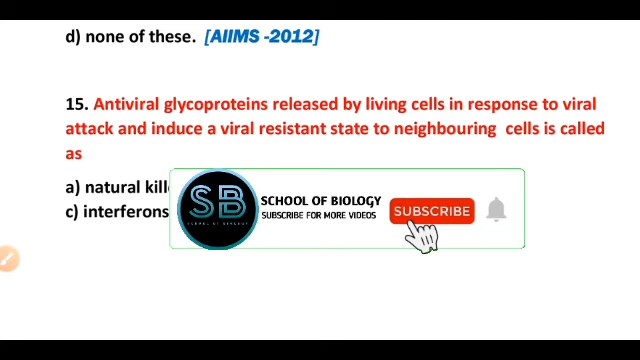 d) none of these. [AIIMS -2012]
15. Antiviral glycoproteins released by living cells in response to viral
attack and induce a viral resistant state to neighbouring cells is called
as
a) natural
c) interferons
SB
SCHOOL OF BIOLOGY
SUBSCRIBE FOR MORE VIDEOS
SUBSCRIBE